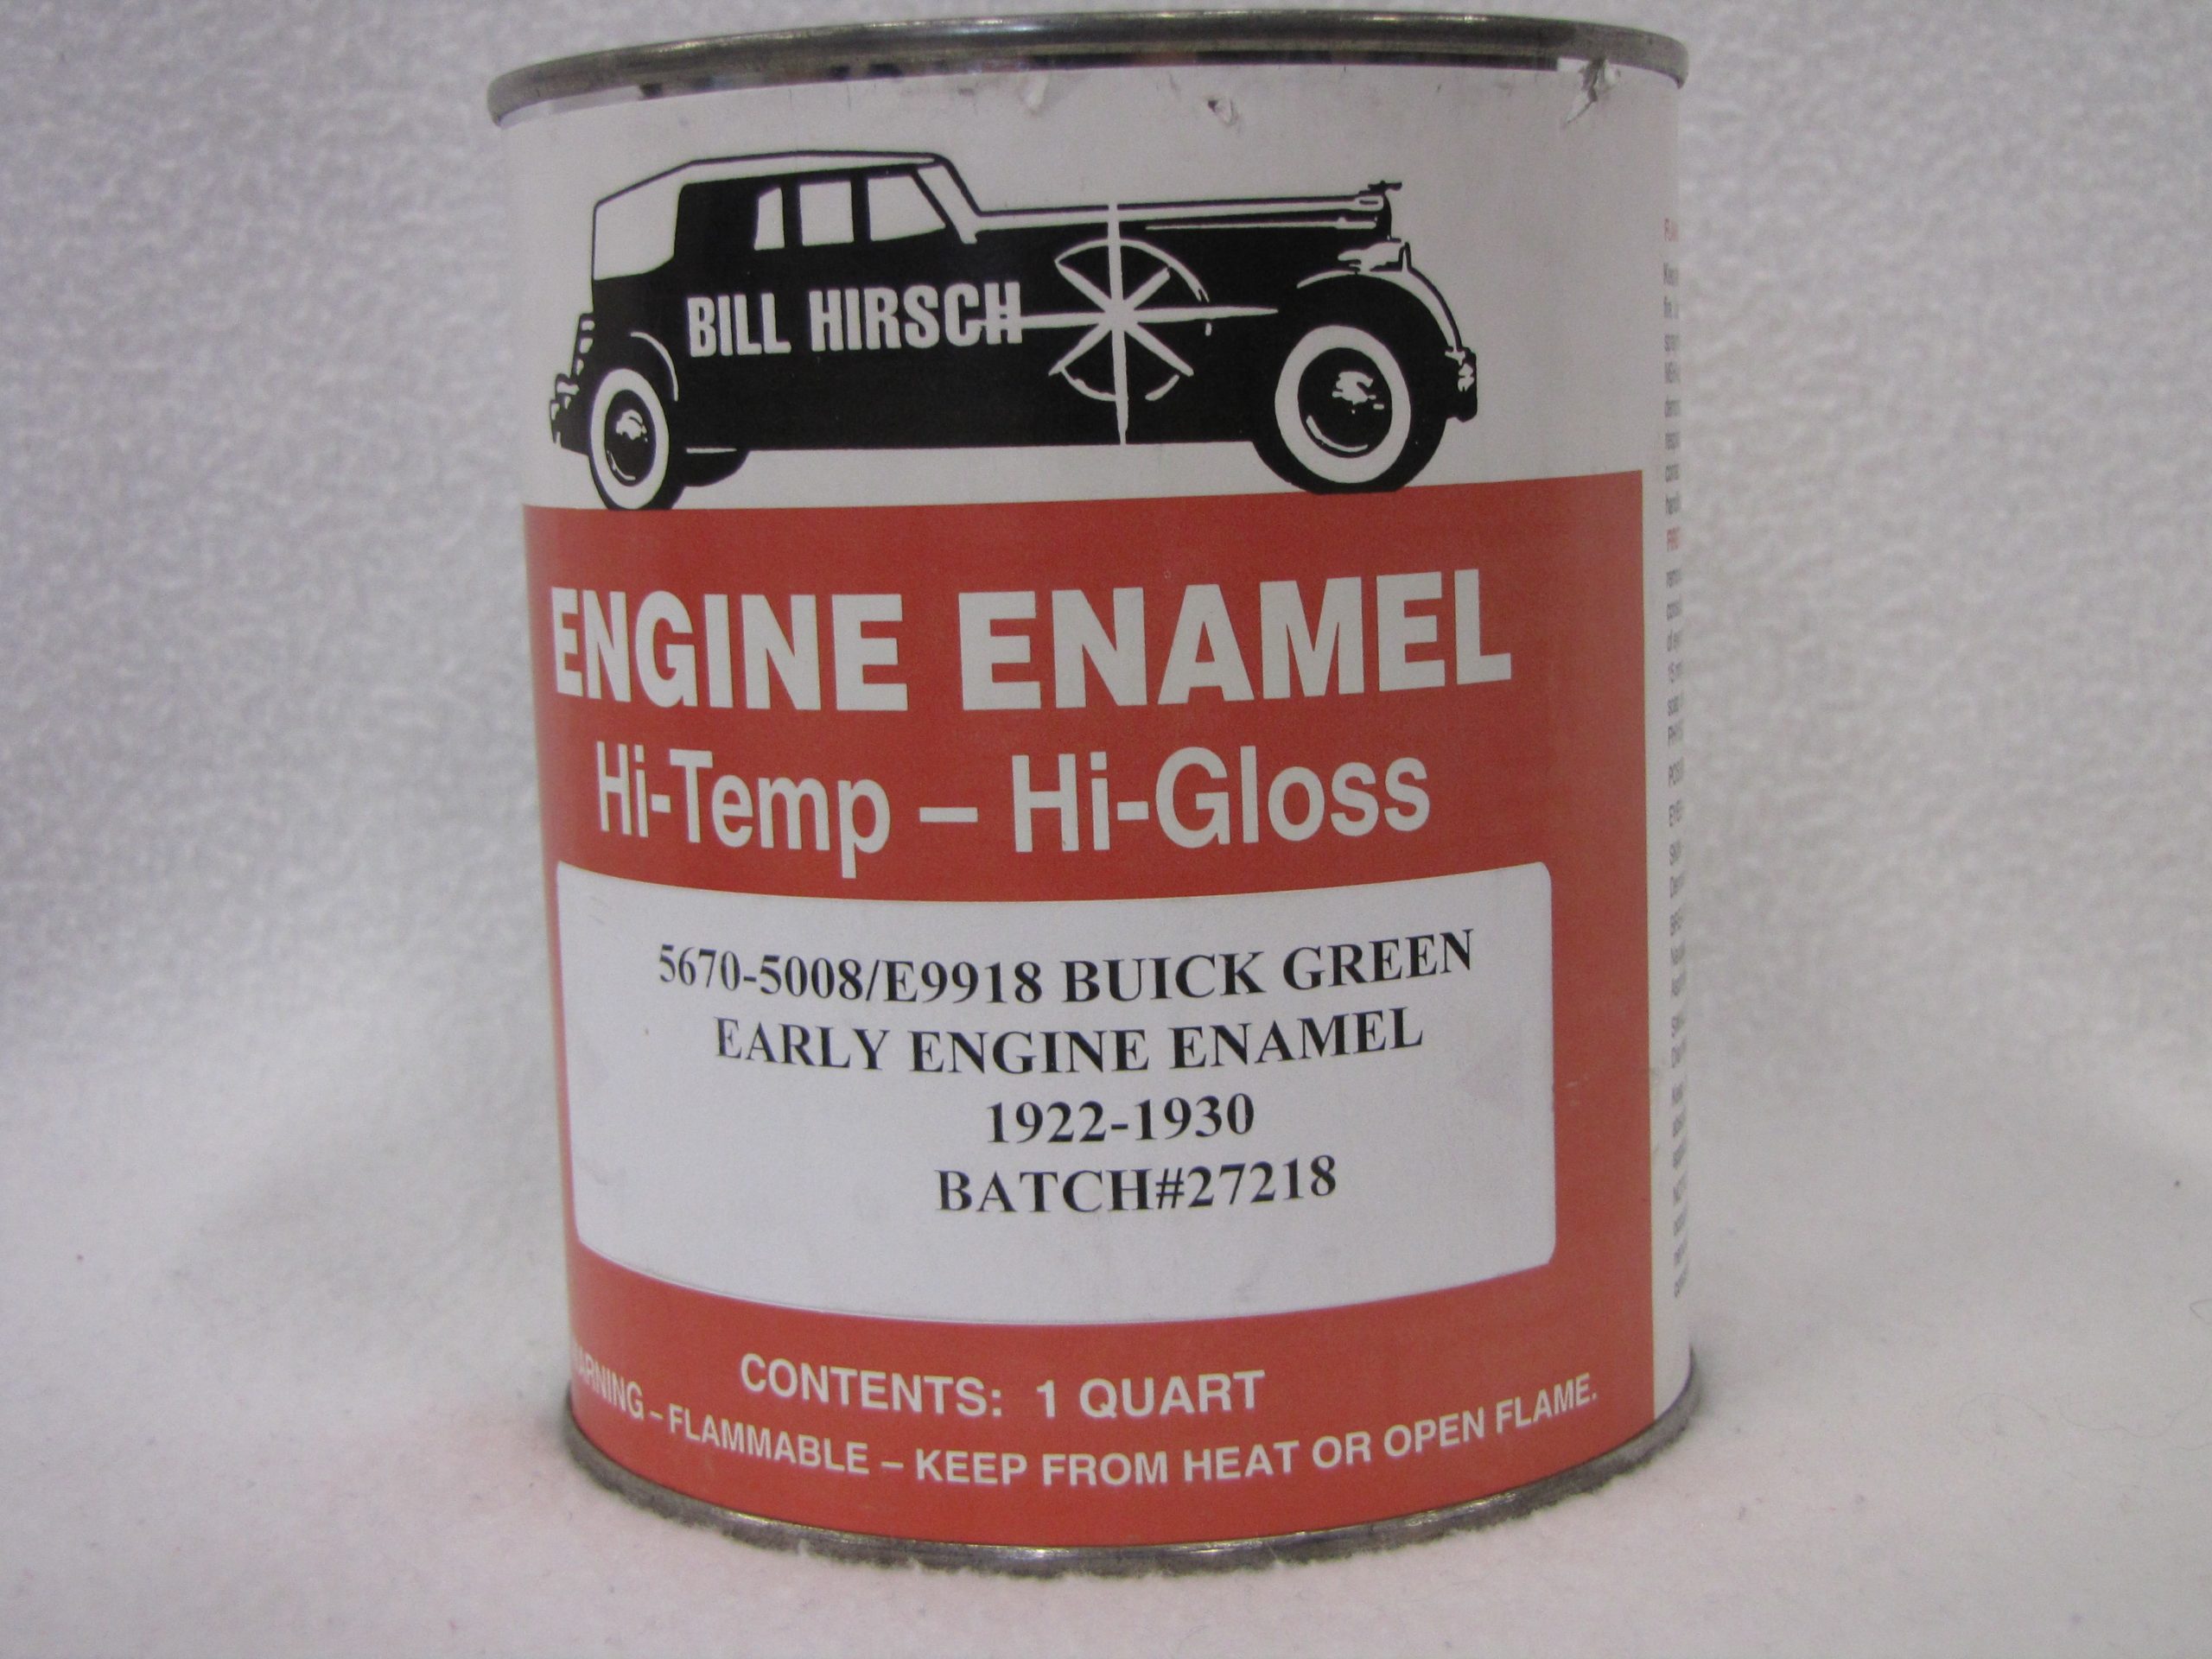 BILL HIRSCH
ENGINE ENAMEL
Hi-Temp – Hi-Gloss
5670-5008/E9918 BUICK GREEN
EARLY ENGINE ENAMEL
1922-1930
BATCH#27218
CONTENTS: 1 QUART
WARNING – FLAMMABLE – KEEP FROM HEAT OR OPEN FLAME.